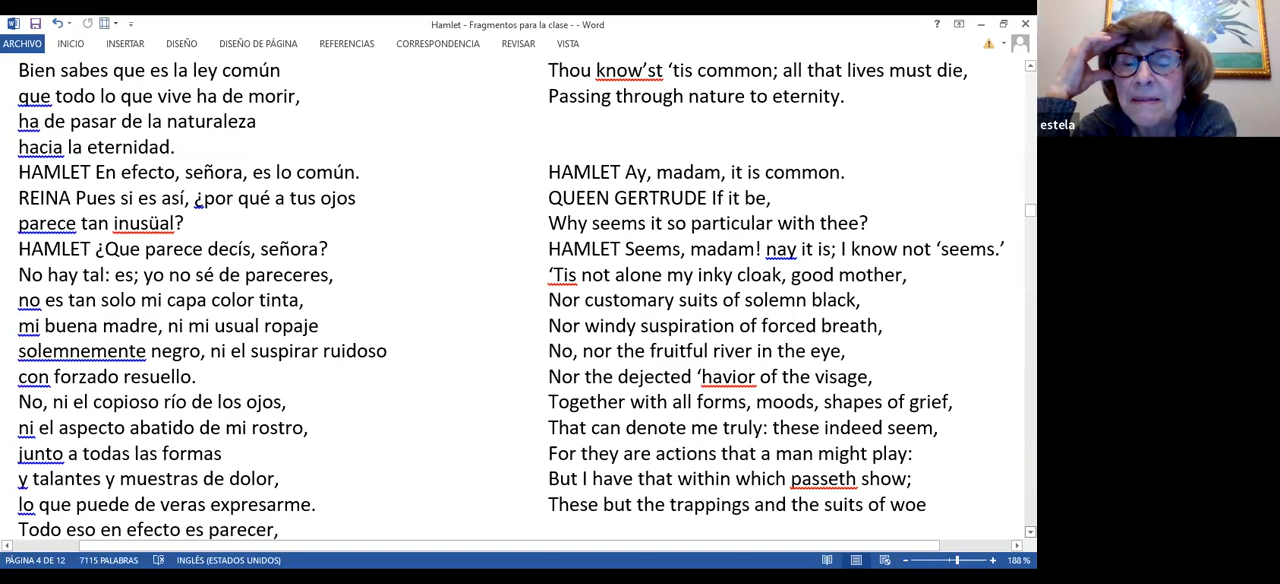 Hamlet - Fragmentos para la clase - - Word
ARCHIVO INICIO INSERTAR DISEÑO DISEÑO DE PÁGINA REFERENCIAS CORRESPONDENCIA REVISAR VISTA
Bien sabes que es la ley común
que todo lo que vive ha de morir,
ha de pasar de la naturaleza
hacia la eternidad.
HAMLET En efecto, señora, es lo común.
REINA Pues si es así, ¿por qué a tus ojos
parece tan inusüal?
HAMLET ¿Que parece decís, señora?
No hay tal: es; yo no sé de pareceres,
no es tan solo mi capa color tinta,
mi buena madre, ni mi usual ropaje
solemnemente negro, ni el suspirar ruidoso
con forzado resuello.
No, ni el copioso río de los ojos,
ni el aspecto abatido de mi rostro,
junto a todas las formas
y talantes y muestras de dolor,
lo que puede de veras expresarme.
Todo eso en efecto es parecer,
Thou know’st ‘tis common; all that lives must die,
Passing through nature to eternity.
HAMLET Ay, madam, it is common.
QUEEN GERTRUDE If it be,
Why seems it so particular with thee?
HAMLET Seems, madam! nay it is; I know not ‘seems.’
‘Tis not alone my inky cloak, good mother,
Nor customary suits of solemn black,
Nor windy suspiration of forced breath,
No, nor the fruitful river in the eye,
Nor the dejected ‘havior of the visage,
Together with all forms, moods, shapes of grief,
That can denote me truly: these indeed seem,
For they are actions that a man might play:
But I have that within which passeth show;
These but the trappings and the suits of woe
estela
PÁGINA 4 DE 12 7115 PALABRAS INGLÉS (ESTADOS UNIDOS) 188 %